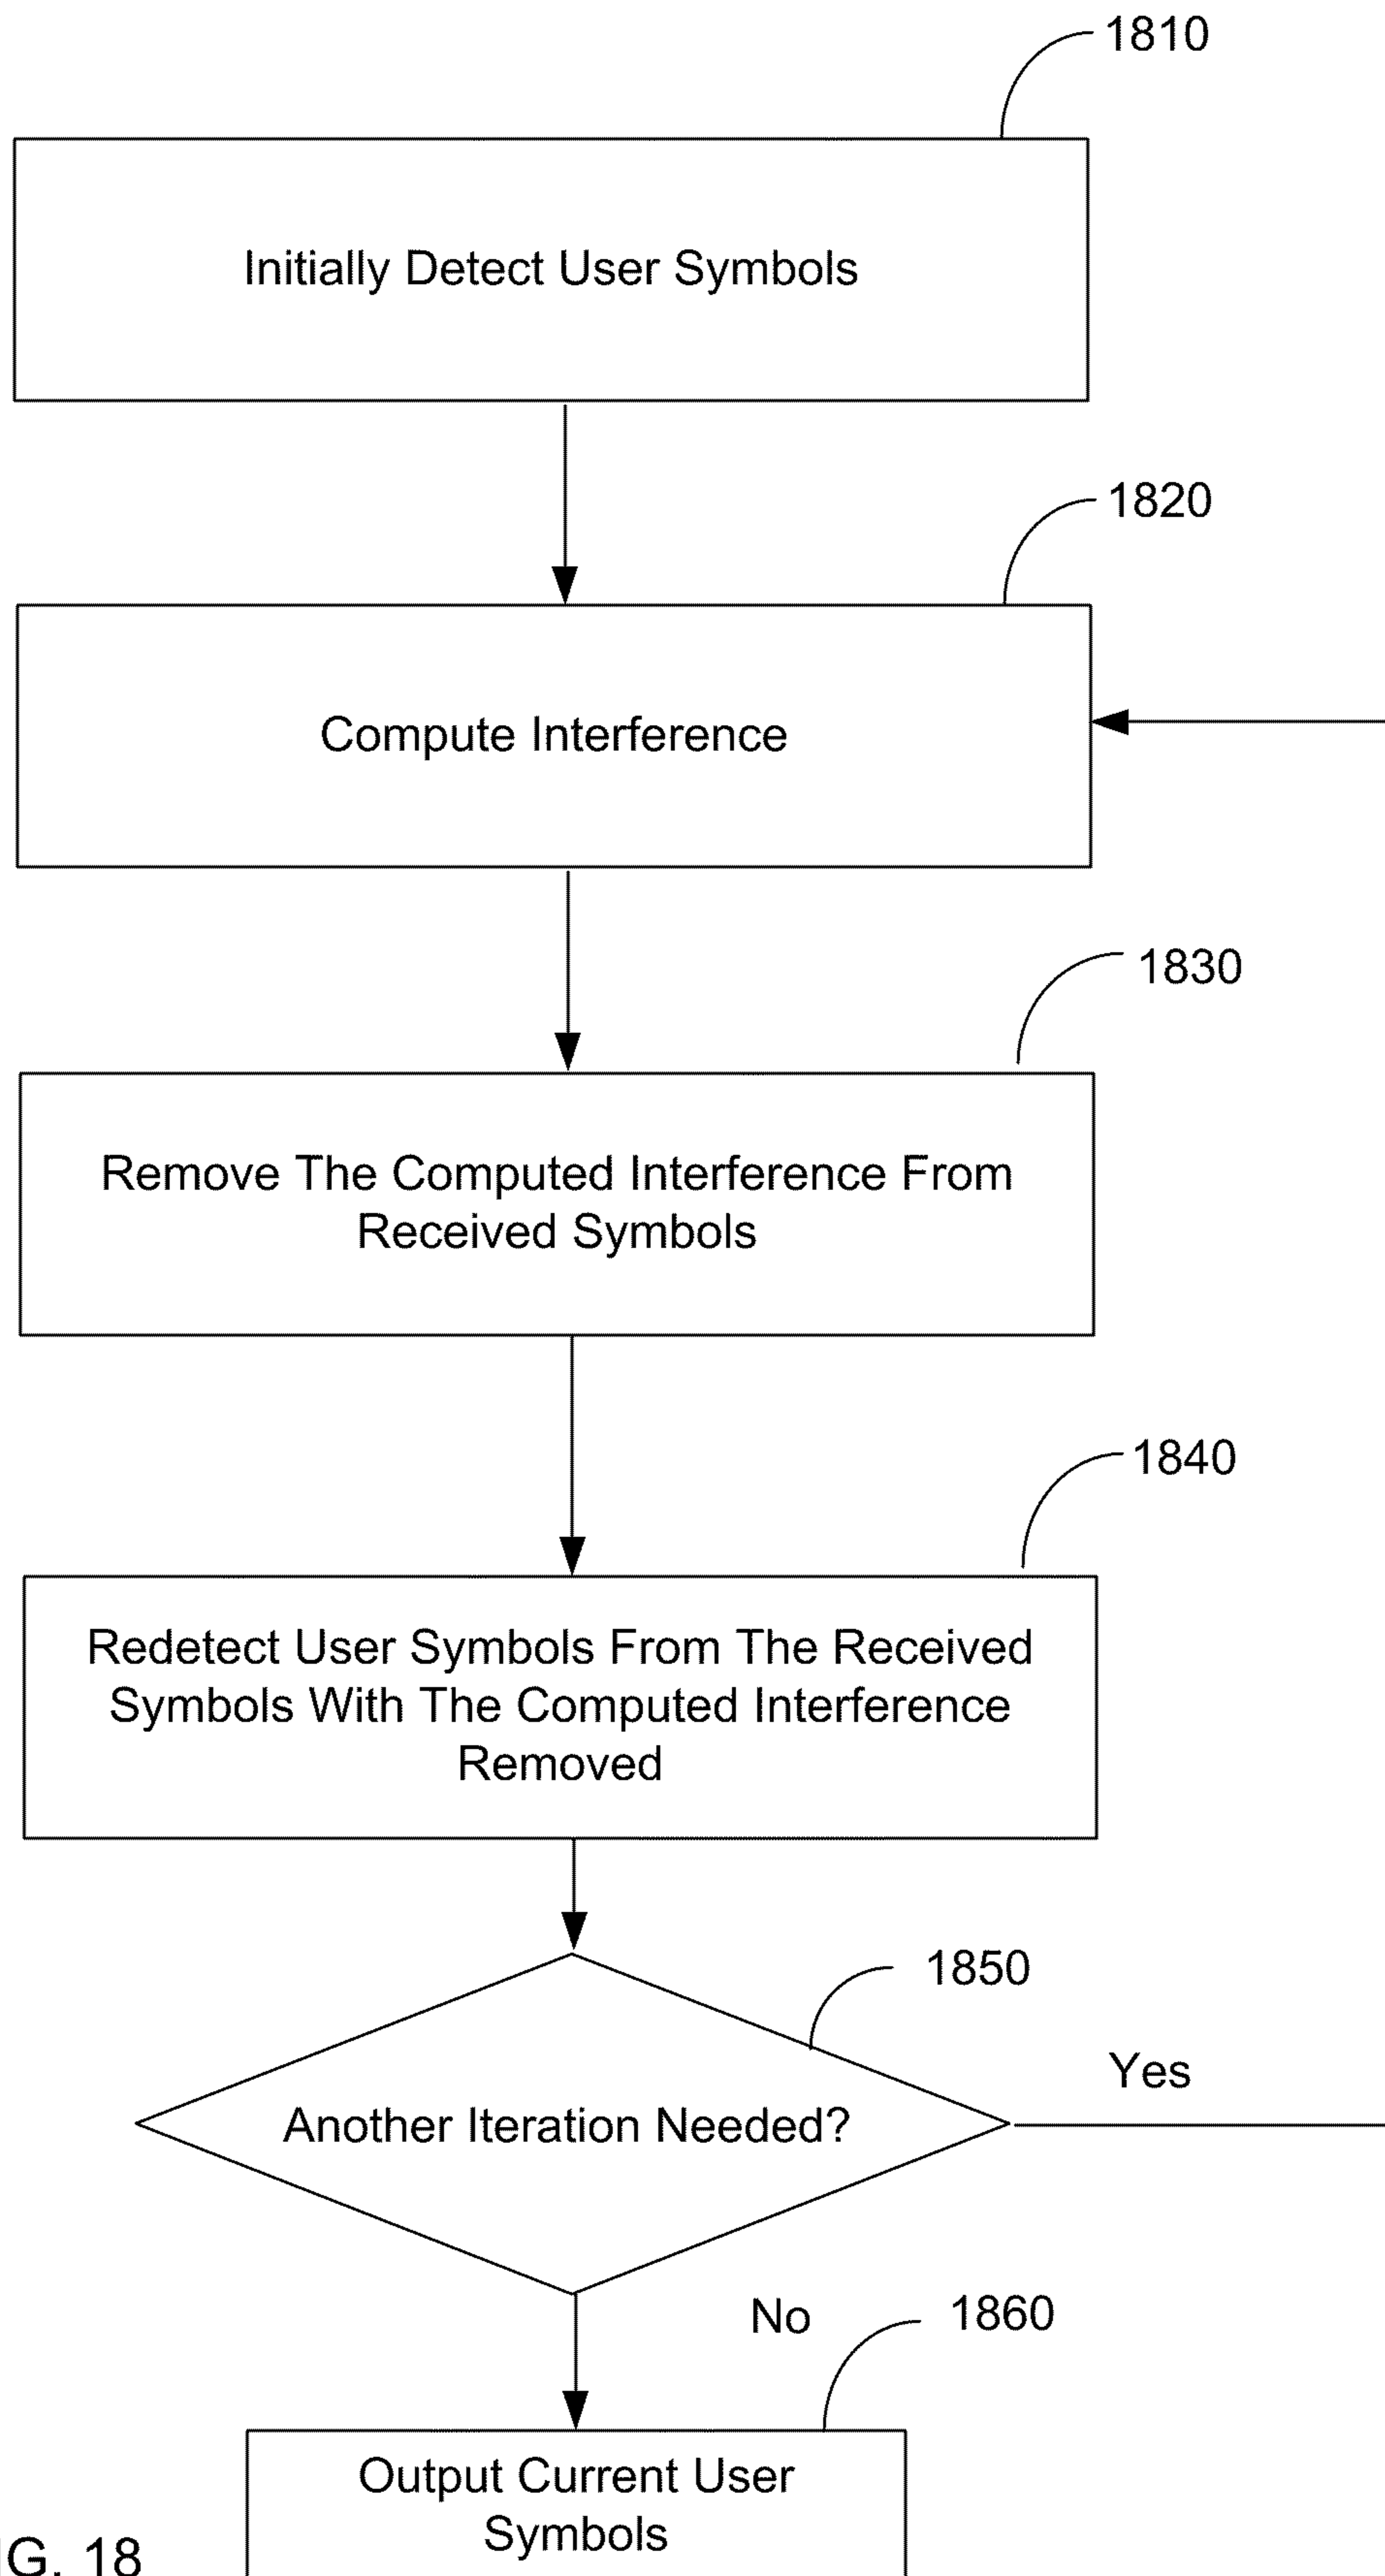 1810
Initially Detect User Symbols
1820
Compute Interference
1830
Remove The Computed Interference From
Received Symbols
1840
Redetect User Symbols From The Received
Symbols With The Computed Interference
Removed
1850
Another Iteration Needed?
Yes
No
1860
Output Current User
Symbols
G. 18